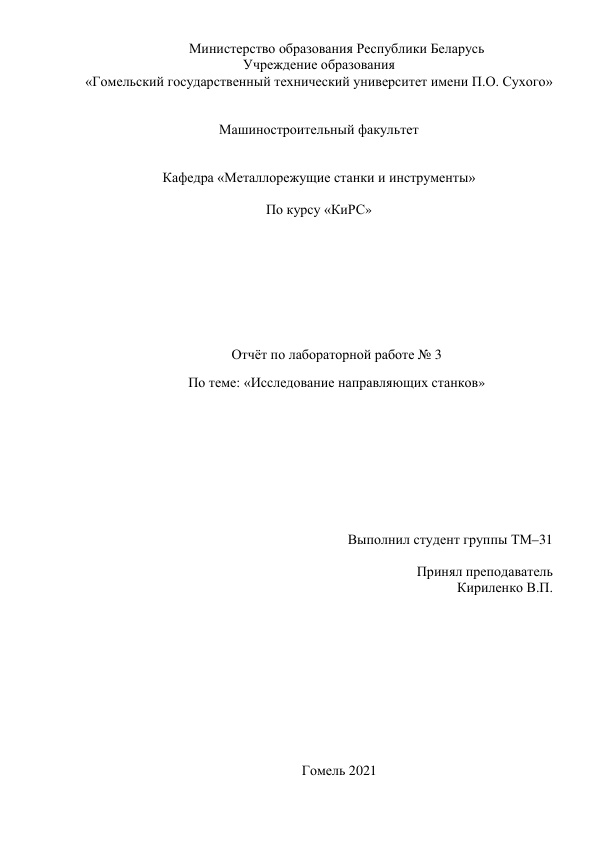 Министерство образования Республики Беларусь
Учреждение образования
«Гомельский государственный технический университет имени П.О. Сухого»
Машиностроительный факультет
Кафедра «Металлорежущие станки и инструменты»
По курсу «КиРС»
Отчёт по лабораторной работе № 3
По теме: «Исследование направляющих станков»
Выполнил студент группы ТМ–31
Принял преподаватель
Кириленко В.П.
Гомель 2021